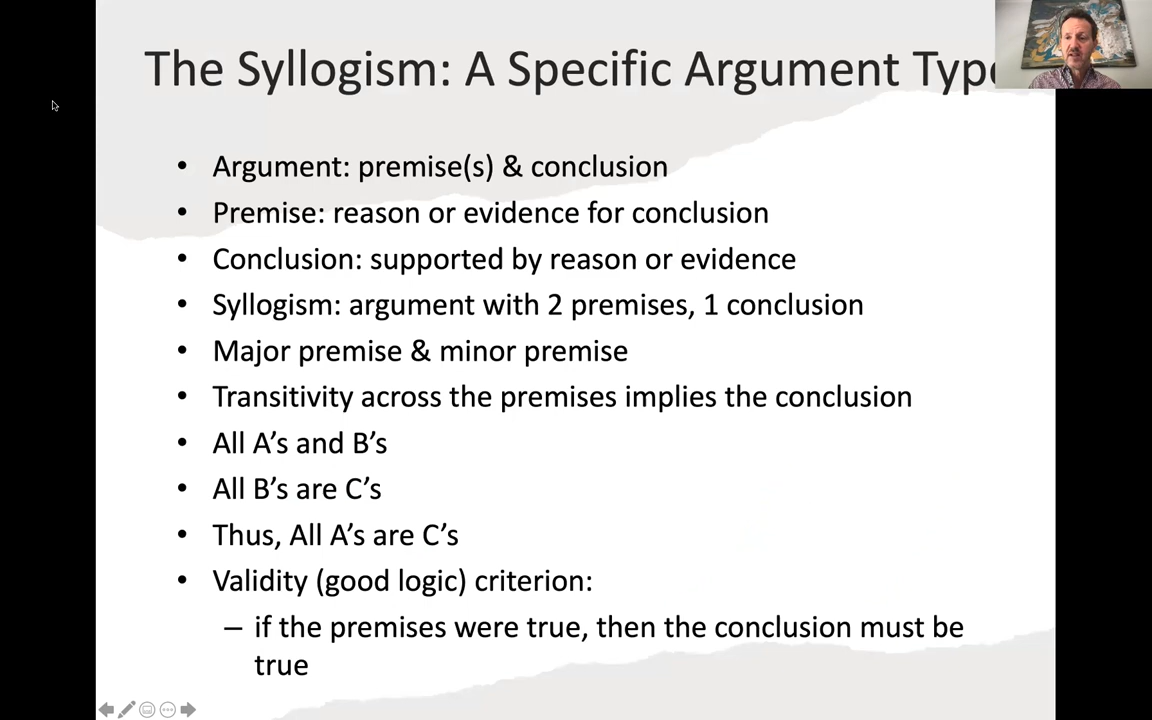 The Syllogism: A Specific Argument Type
• Argument: premise(s) & conclusion
• Premise: reason or evidence for conclusion
• Conclusion: supported by reason or evidence
• Syllogism: argument with 2 premises, 1 conclusion
• Major premise & minor premise
• Transitivity across the premises implies the conclusion
• All A’s and B’s
• All B’s are C’s
• Thus, All A’s are C’s
• Validity (good logic) criterion:
– if the premises were true, then the conclusion must be
true